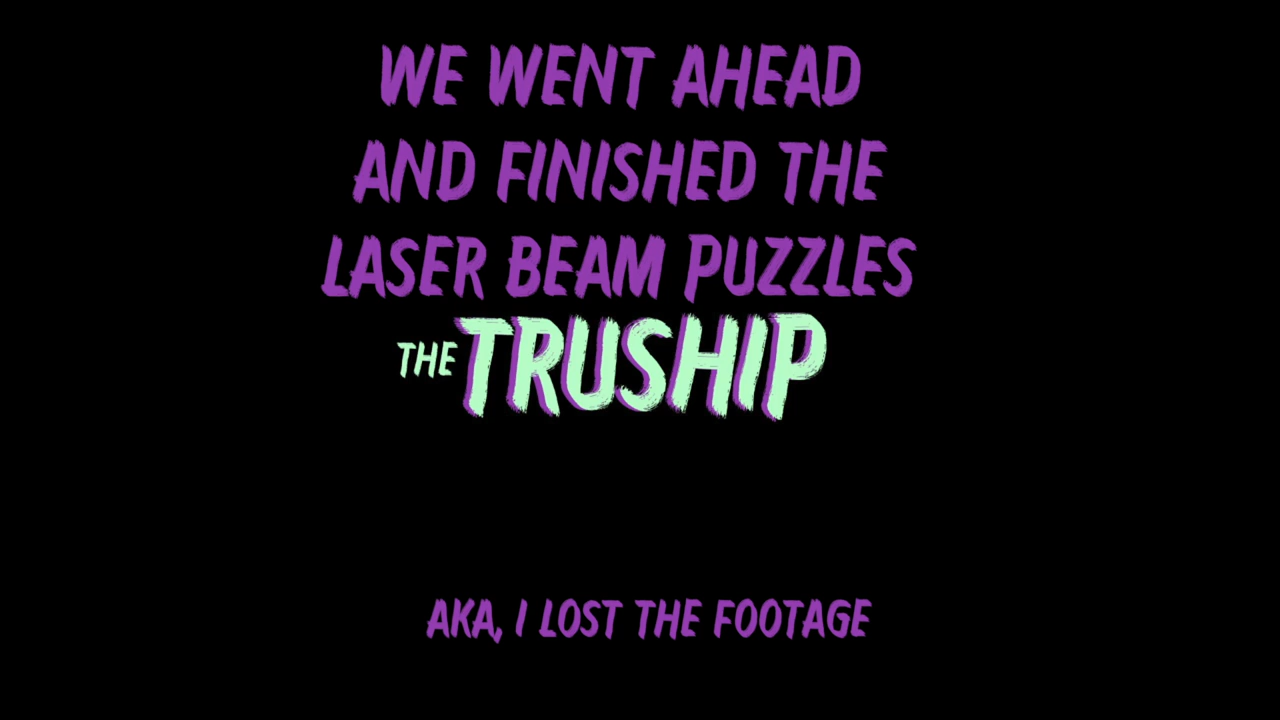 WE WENT AHEAD
AND FINISHED THE
LASER BEAM PUZZLES
THE TRUSHIP
AKA, I LOST THE FOOTAGE